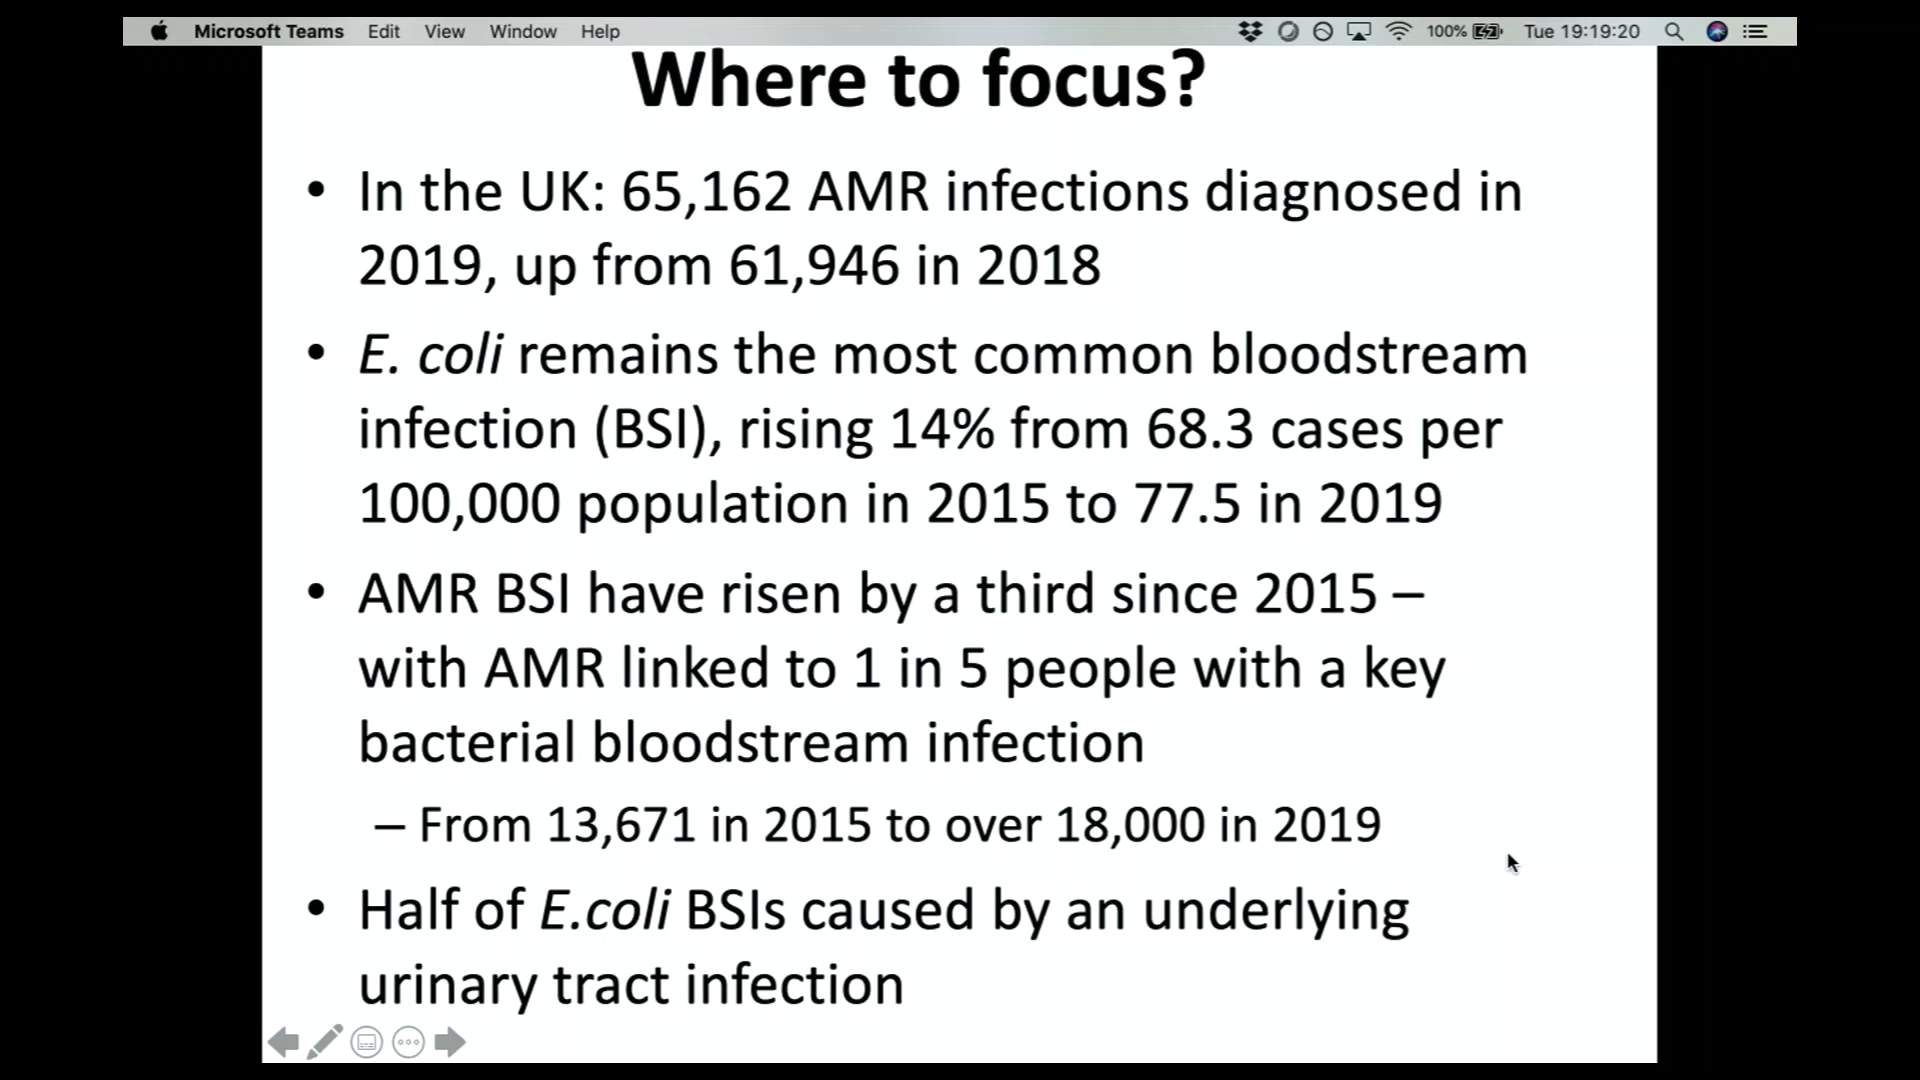 Microsoft Teams Edit View Window Help 100% Tue 19:19:20
Where to focus?
• In the UK: 65,162 AMR infections diagnosed in
2019, up from 61,946 in 2018
• E. coli remains the most common bloodstream
infection (BSI), rising 14% from 68.3 cases per
100,000 population in 2015 to 77.5 in 2019
• AMR BSI have risen by a third since 2015 –
with AMR linked to 1 in 5 people with a key
bacterial bloodstream infection
– From 13,671 in 2015 to over 18,000 in 2019
• Half of E.coli BSIs caused by an underlying
urinary tract infection